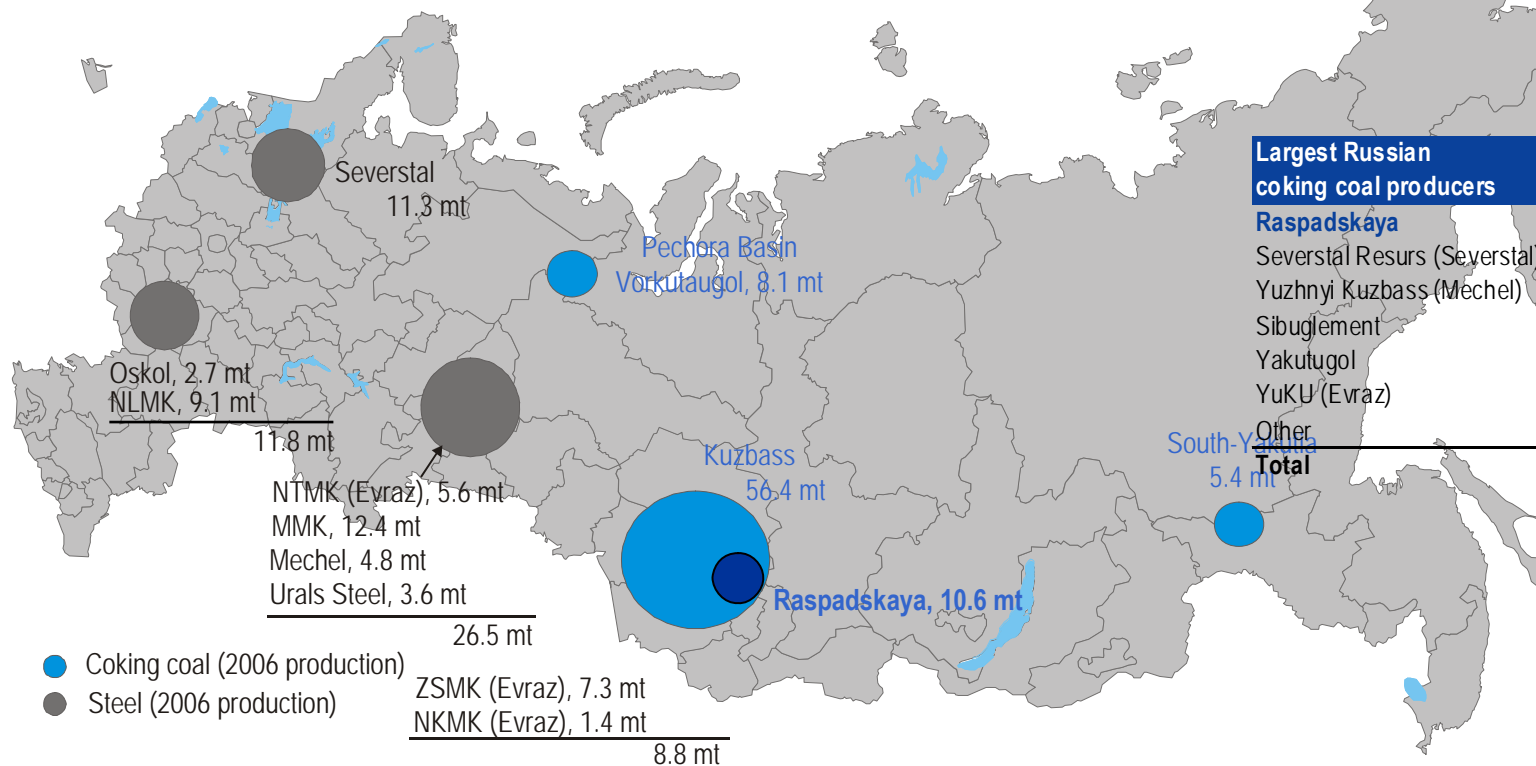 Severstal
11.3 mt
Pechora Basin
Vorkutaugol, 8.1 mt
Oskol, 2.7 mt
NLMK, 9.1 mt
11.8 mt
NTMK (Evraz), 5.6 mt
MMK, 12.4 mt
Mechel, 4.8 mt
Urals Steel, 3.6 mt
26.5 mt
Kuzbass
56.4 mt
Raspadskaya, 10.6 mt
ZSMK (Evraz), 7.3 mt
NKMK (Evraz), 1.4 mt
8.8 mt
South-Yakutia
5.4 mt
Largest Russian
coking coal producers
Raspadskaya
Severstal Resurs (Severstal)
Yuzhnyi Kuzbass (Mechel)
Sibuglement
Yakutugol
YuKU (Evraz)
Other
Total
Coking coal (2006 production)
Steel (2006 production)